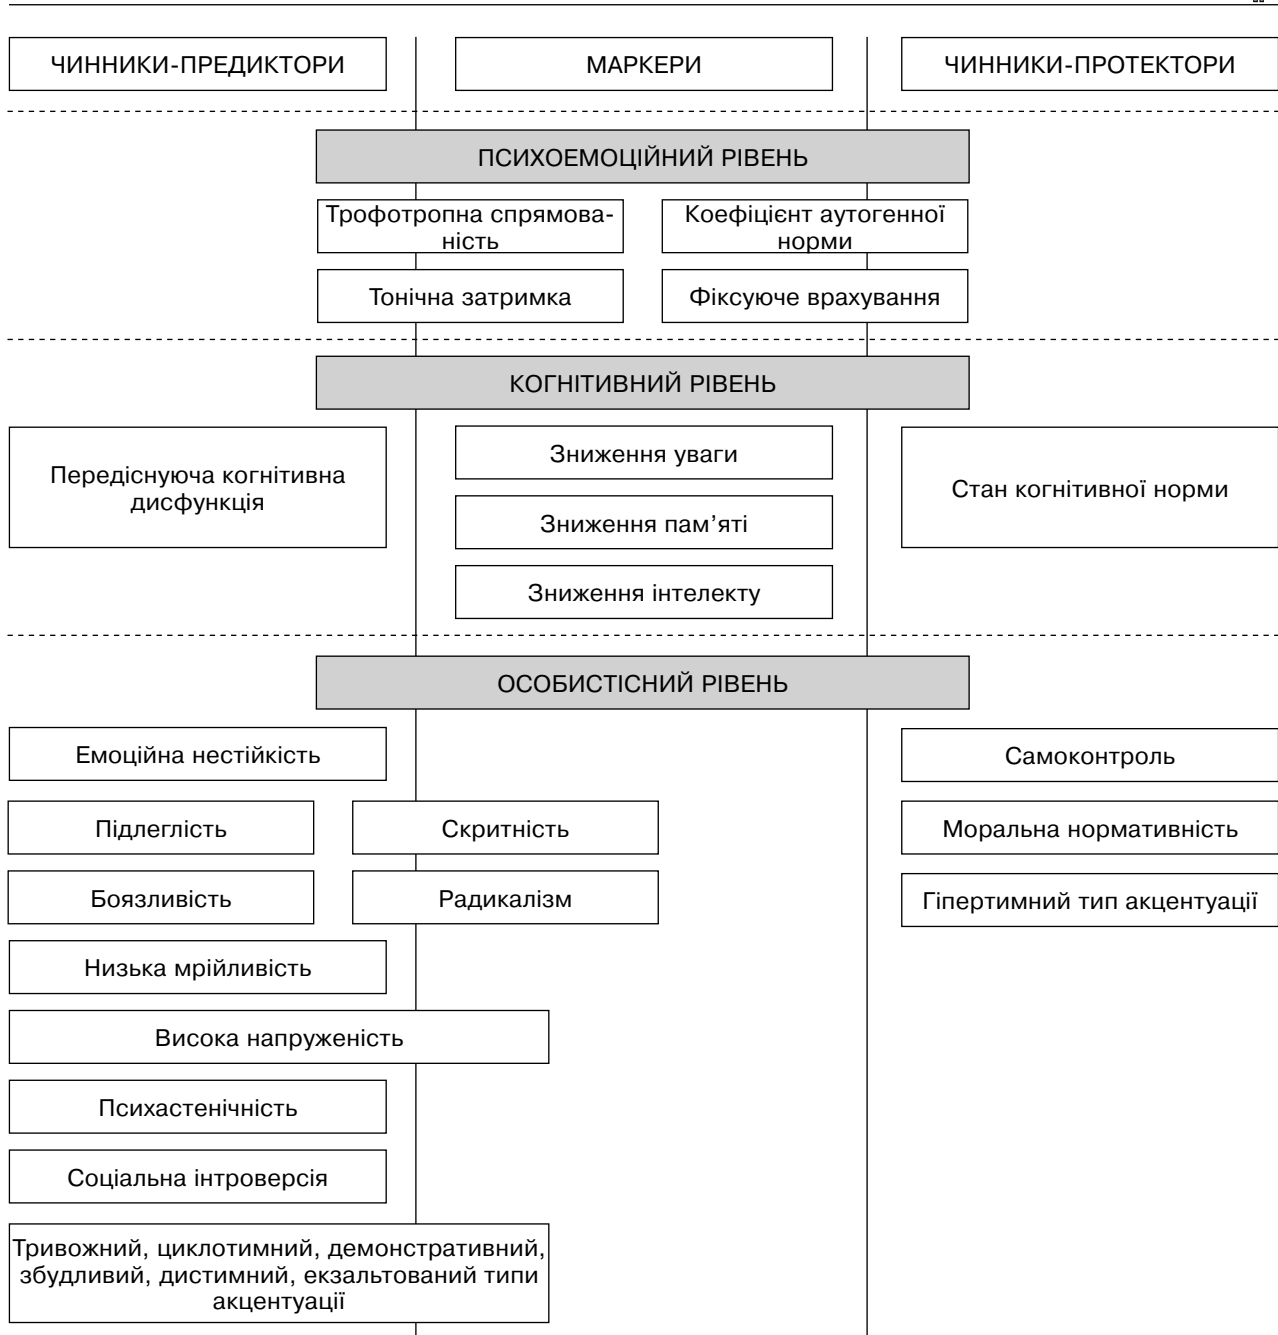 ЧИННИКИ-ПРЕДИКТОРИ
МАРКЕРИ
ЧИННИКИ-ПРОТЕКТОРИ
ПСИХОЕМОЦІЙНИЙ РІВЕНЬ
Трофотропна спрямова-
ність
Коефіцієнт аутогенної
норми
Тонічна затримка
Фіксуюче врахування
КОГНІТИВНИЙ РІВЕНЬ
Передіснуюча когнітивна
дисфункція
Зниження уваги
Зниження пам’яті
Зниження інтелекту
Стан когнітивної норми
ОСОБИСТІСНИЙ РІВЕНЬ
Емоційна нестійкість
Самоконтроль
Підлеглість
Скритність
Моральна нормативність
Боязливість
Радикалізм
Гіпертимний тип акцентуації
Низька мрійливість
Висока напруженість
Психастенічність
Соціальна інтроверсія
Тривожний, циклотимний, демонстративний,
збудливий, дистимний, екзальтований типи
акцентуації